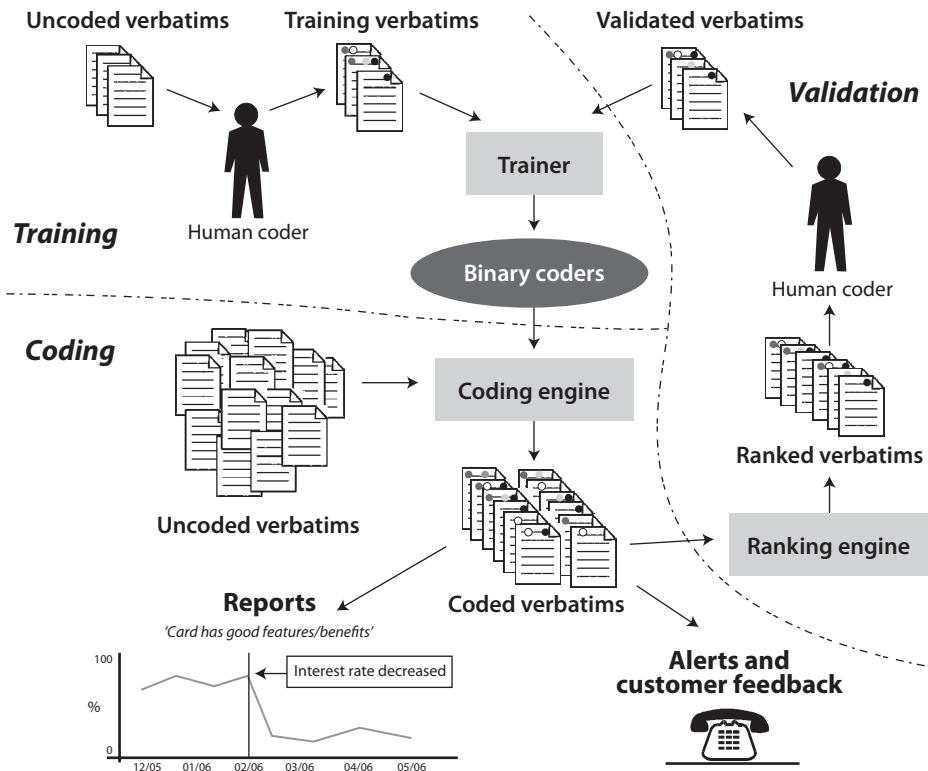 Uncoded verbatims
Training verbatims
Validated verbatims
Validation
Trainer
Training
Human coder
Binary coders
Human coder
Coding
Coding engine
Ranked verbatims
Uncoded verbatims
Ranking engine
Coded verbatims
Reports
'Card has good features/benefits'
Alerts and
customer feedback
100
Interest rate decreased
%
0
12/05
01/06
02/06
03/06
04/06
05/06